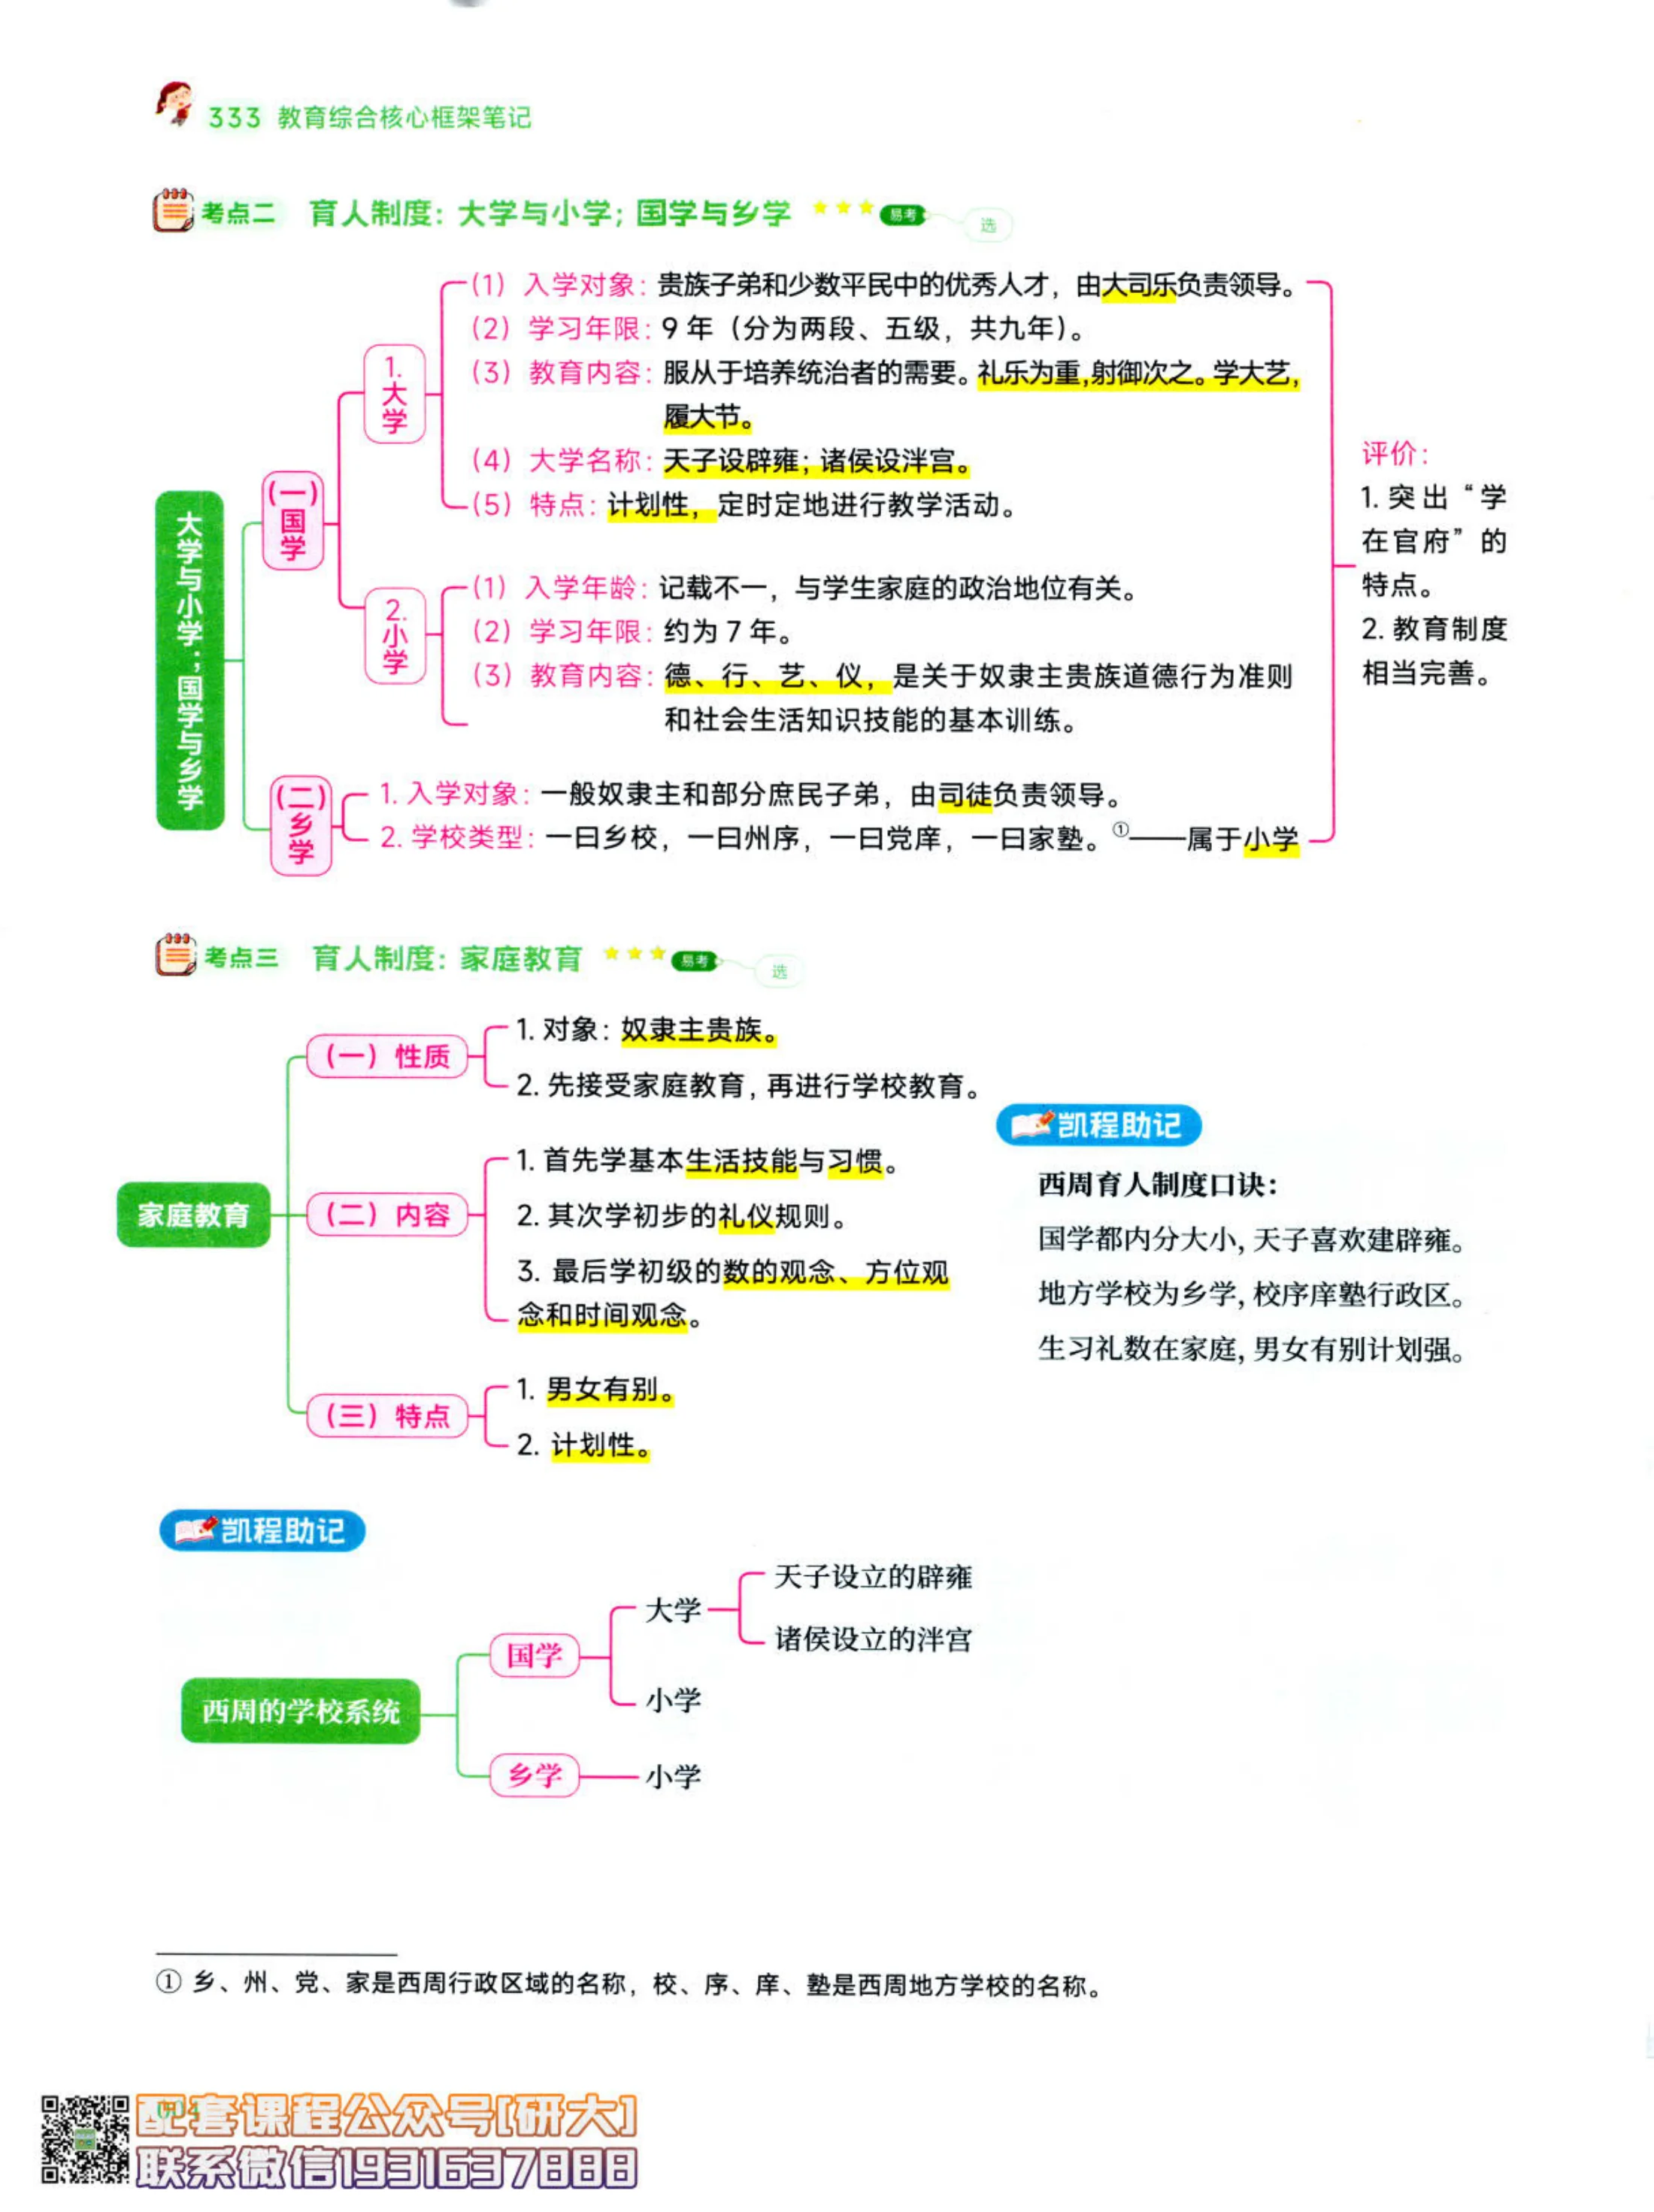 333 教育综合核心框架笔记
考点二 育人制度：大学与小学；国学与乡学 易考 选
大学与小学；国学与乡学
（一）国学
1.大学
（1）入学对象：贵族子弟和少数平民中的优秀人才，由大司乐负责领导。
（2）学习年限：9 年（分为两段、五级，共九年）。
（3）教育内容：服从于培养统治者的需要。礼乐为重,射御次之。学大艺,
履大节。
（4）大学名称：天子设辟雍；诸侯设泮宫。
（5）特点：计划性，定时定地进行教学活动。
2.小学
（1）入学年龄：记载不一，与学生家庭的政治地位有关。
（2）学习年限：约为 7 年。
（3）教育内容：德、行、艺、仪，是关于奴隶主贵族道德行为准则
和社会生活知识技能的基本训练。
（二）乡学
1. 入学对象：一般奴隶主和部分庶民子弟，由司徒负责领导。
2. 学校类型：一曰乡校，一曰州序，一曰党庠，一曰家塾。①——属于小学
评价：
1. 突出“学
在官府”的
特点。
2. 教育制度
相当完善。
考点三 育人制度：家庭教育 易考 选
家庭教育
（一）性质
1. 对象：奴隶主贵族。
2. 先接受家庭教育, 再进行学校教育。
（二）内容
1. 首先学基本生活技能与习惯。
2. 其次学初步的礼仪规则。
3. 最后学初级的数的观念、方位观
念和时间观念。
（三）特点
1. 男女有别。
2. 计划性。
凯程助记
西周育人制度口诀：
国学都内分大小, 天子喜欢建辟雍。
地方学校为乡学, 校序庠塾行政区。
生习礼数在家庭, 男女有别计划强。
凯程助记
西周的学校系统
国学
大学
天子设立的辟雍
诸侯设立的泮宫
小学
乡学
小学
① 乡、州、党、家是西周行政区域的名称，校、序、庠、塾是西周地方学校的名称。
配套课程公众号[研大]
联系微信1931637888